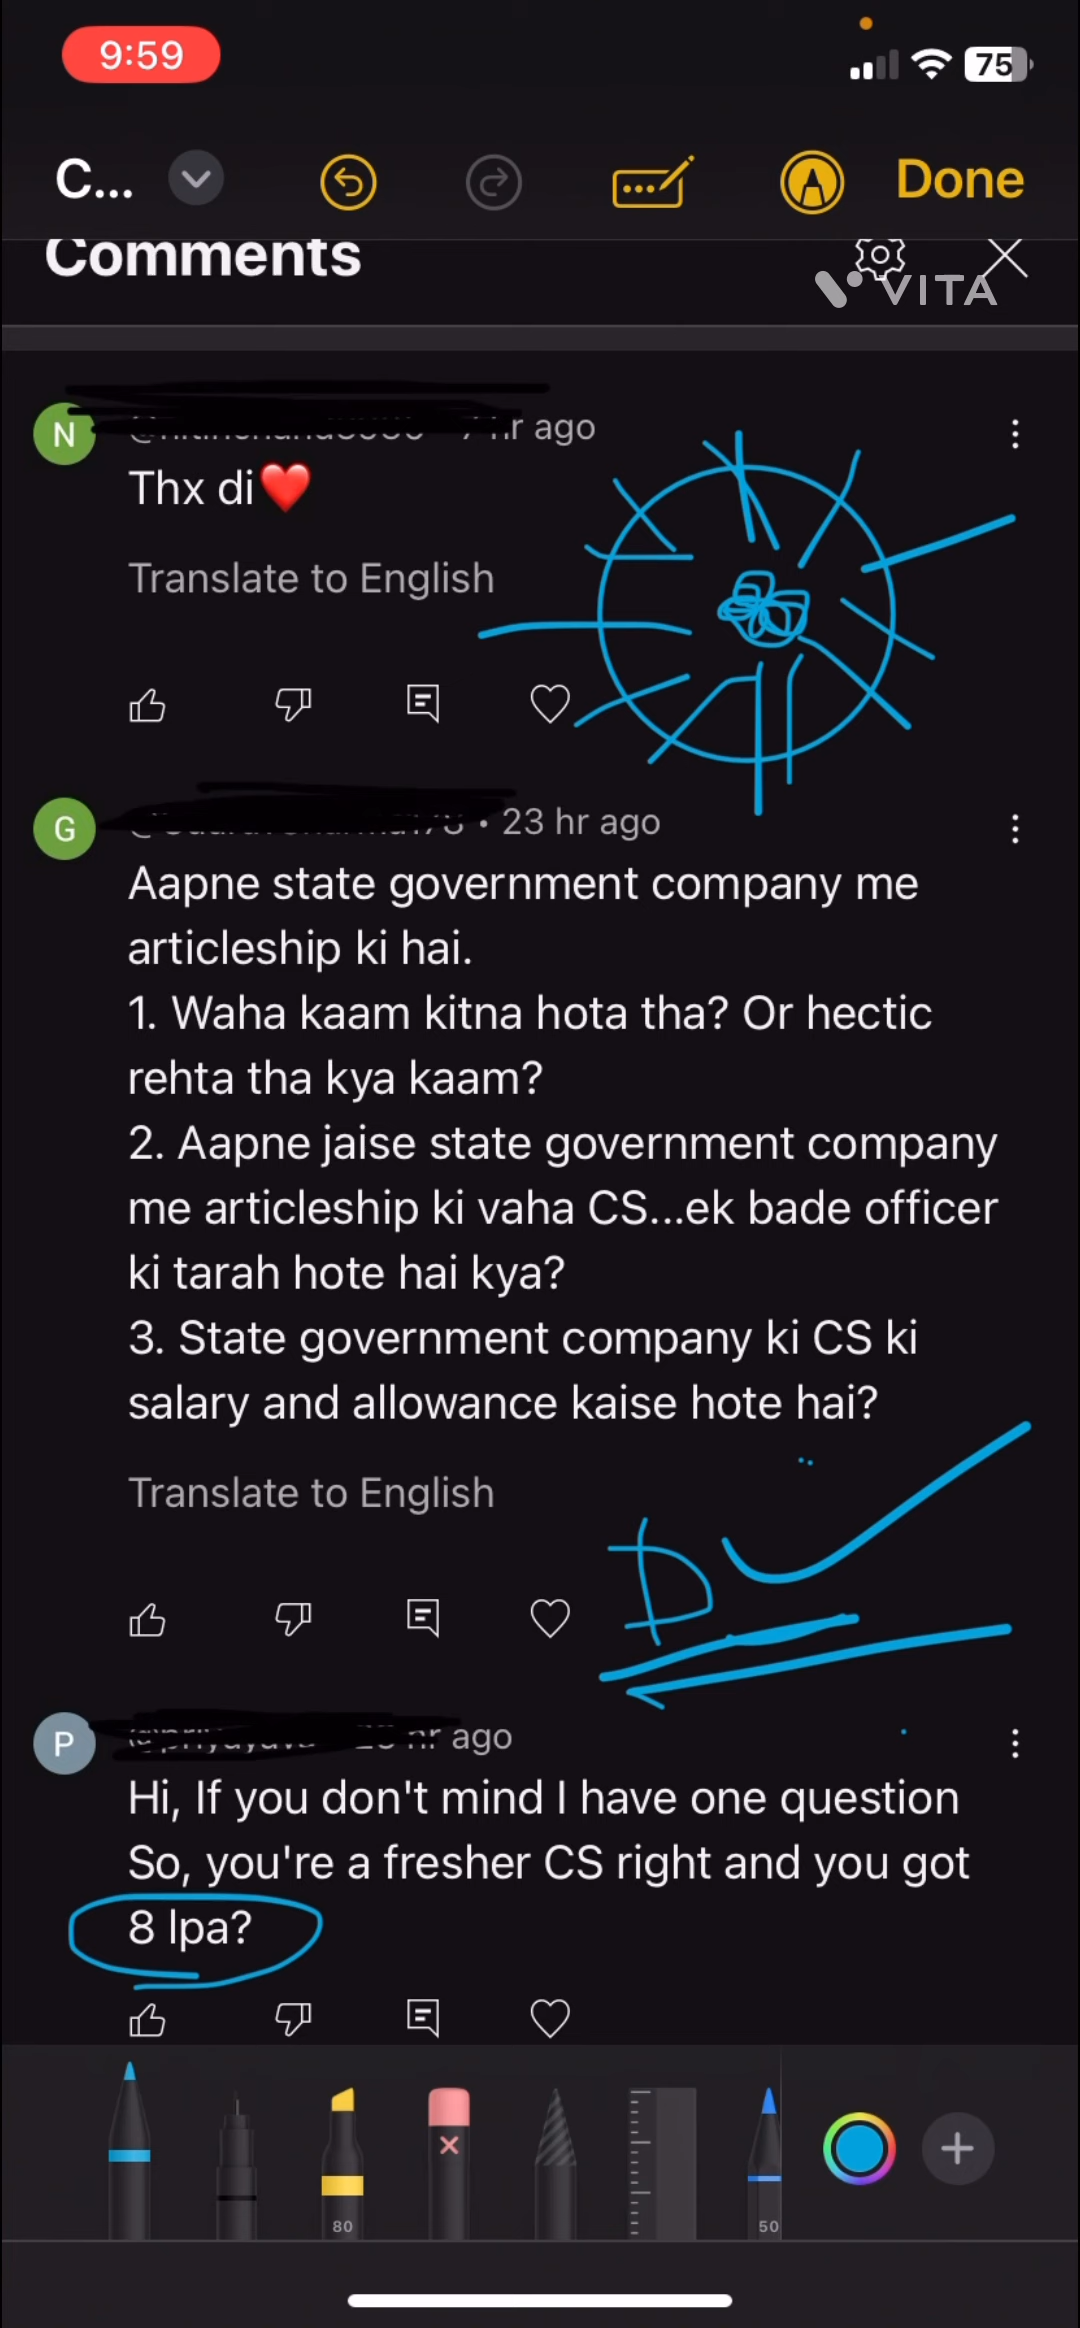 9:59
75
C...
Done
Comments
VITA
N
hr ago
Thx di❤️
Translate to English
G
• 23 hr ago
Aapne state government company me
articleship ki hai.
1. Waha kaam kitna hota tha? Or hectic
rehta tha kya kaam?
2. Aapne jaise state government company
me articleship ki vaha CS...ek bade officer
ki tarah hote hai kya?
3. State government company ki CS ki
salary and allowance kaise hote hai?
Translate to English
D
P
hr ago
Hi, If you don't mind I have one question
So, you're a fresher CS right and you got
8 lpa?
80
50